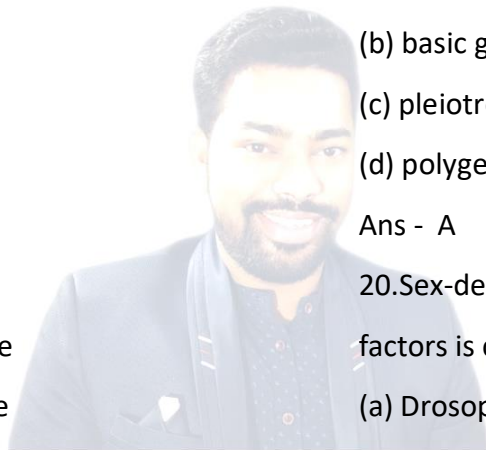 e
e
(b) basic g
(c) pleiotr
(d) polyge
Ans - A
20.Sex-de
factors is
(a) Drosop